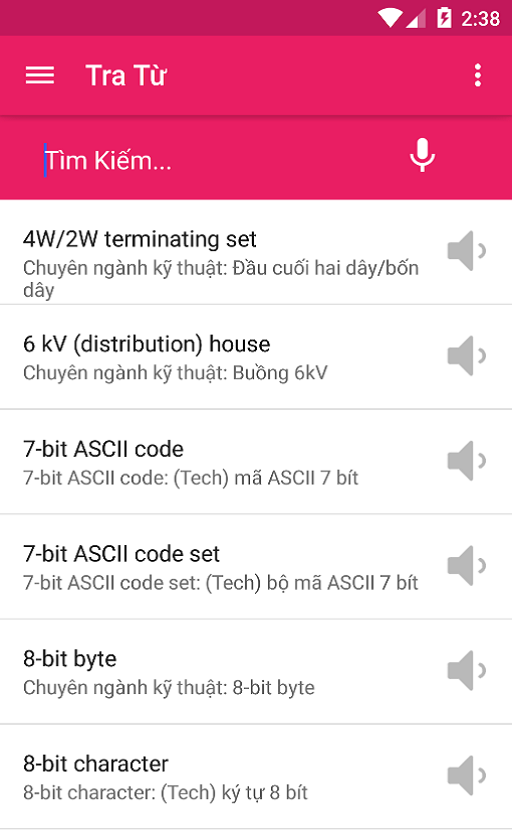 2:38
Tra Từ
Tìm Kiếm...
4W/2W terminating set
Chuyên ngành kỹ thuật: Đầu cuối hai dây/bốn
dây
6 kV (distribution) house
Chuyên ngành kỹ thuật: Buồng 6kV
7-bit ASCII code
7-bit ASCII code: (Tech) mã ASCII 7 bít
7-bit ASCII code set
7-bit ASCII code set: (Tech) bộ mã ASCII 7 bít
8-bit byte
Chuyên ngành kỹ thuật: 8-bit byte
8-bit character
8-bit character: (Tech) ký tự 8 bít